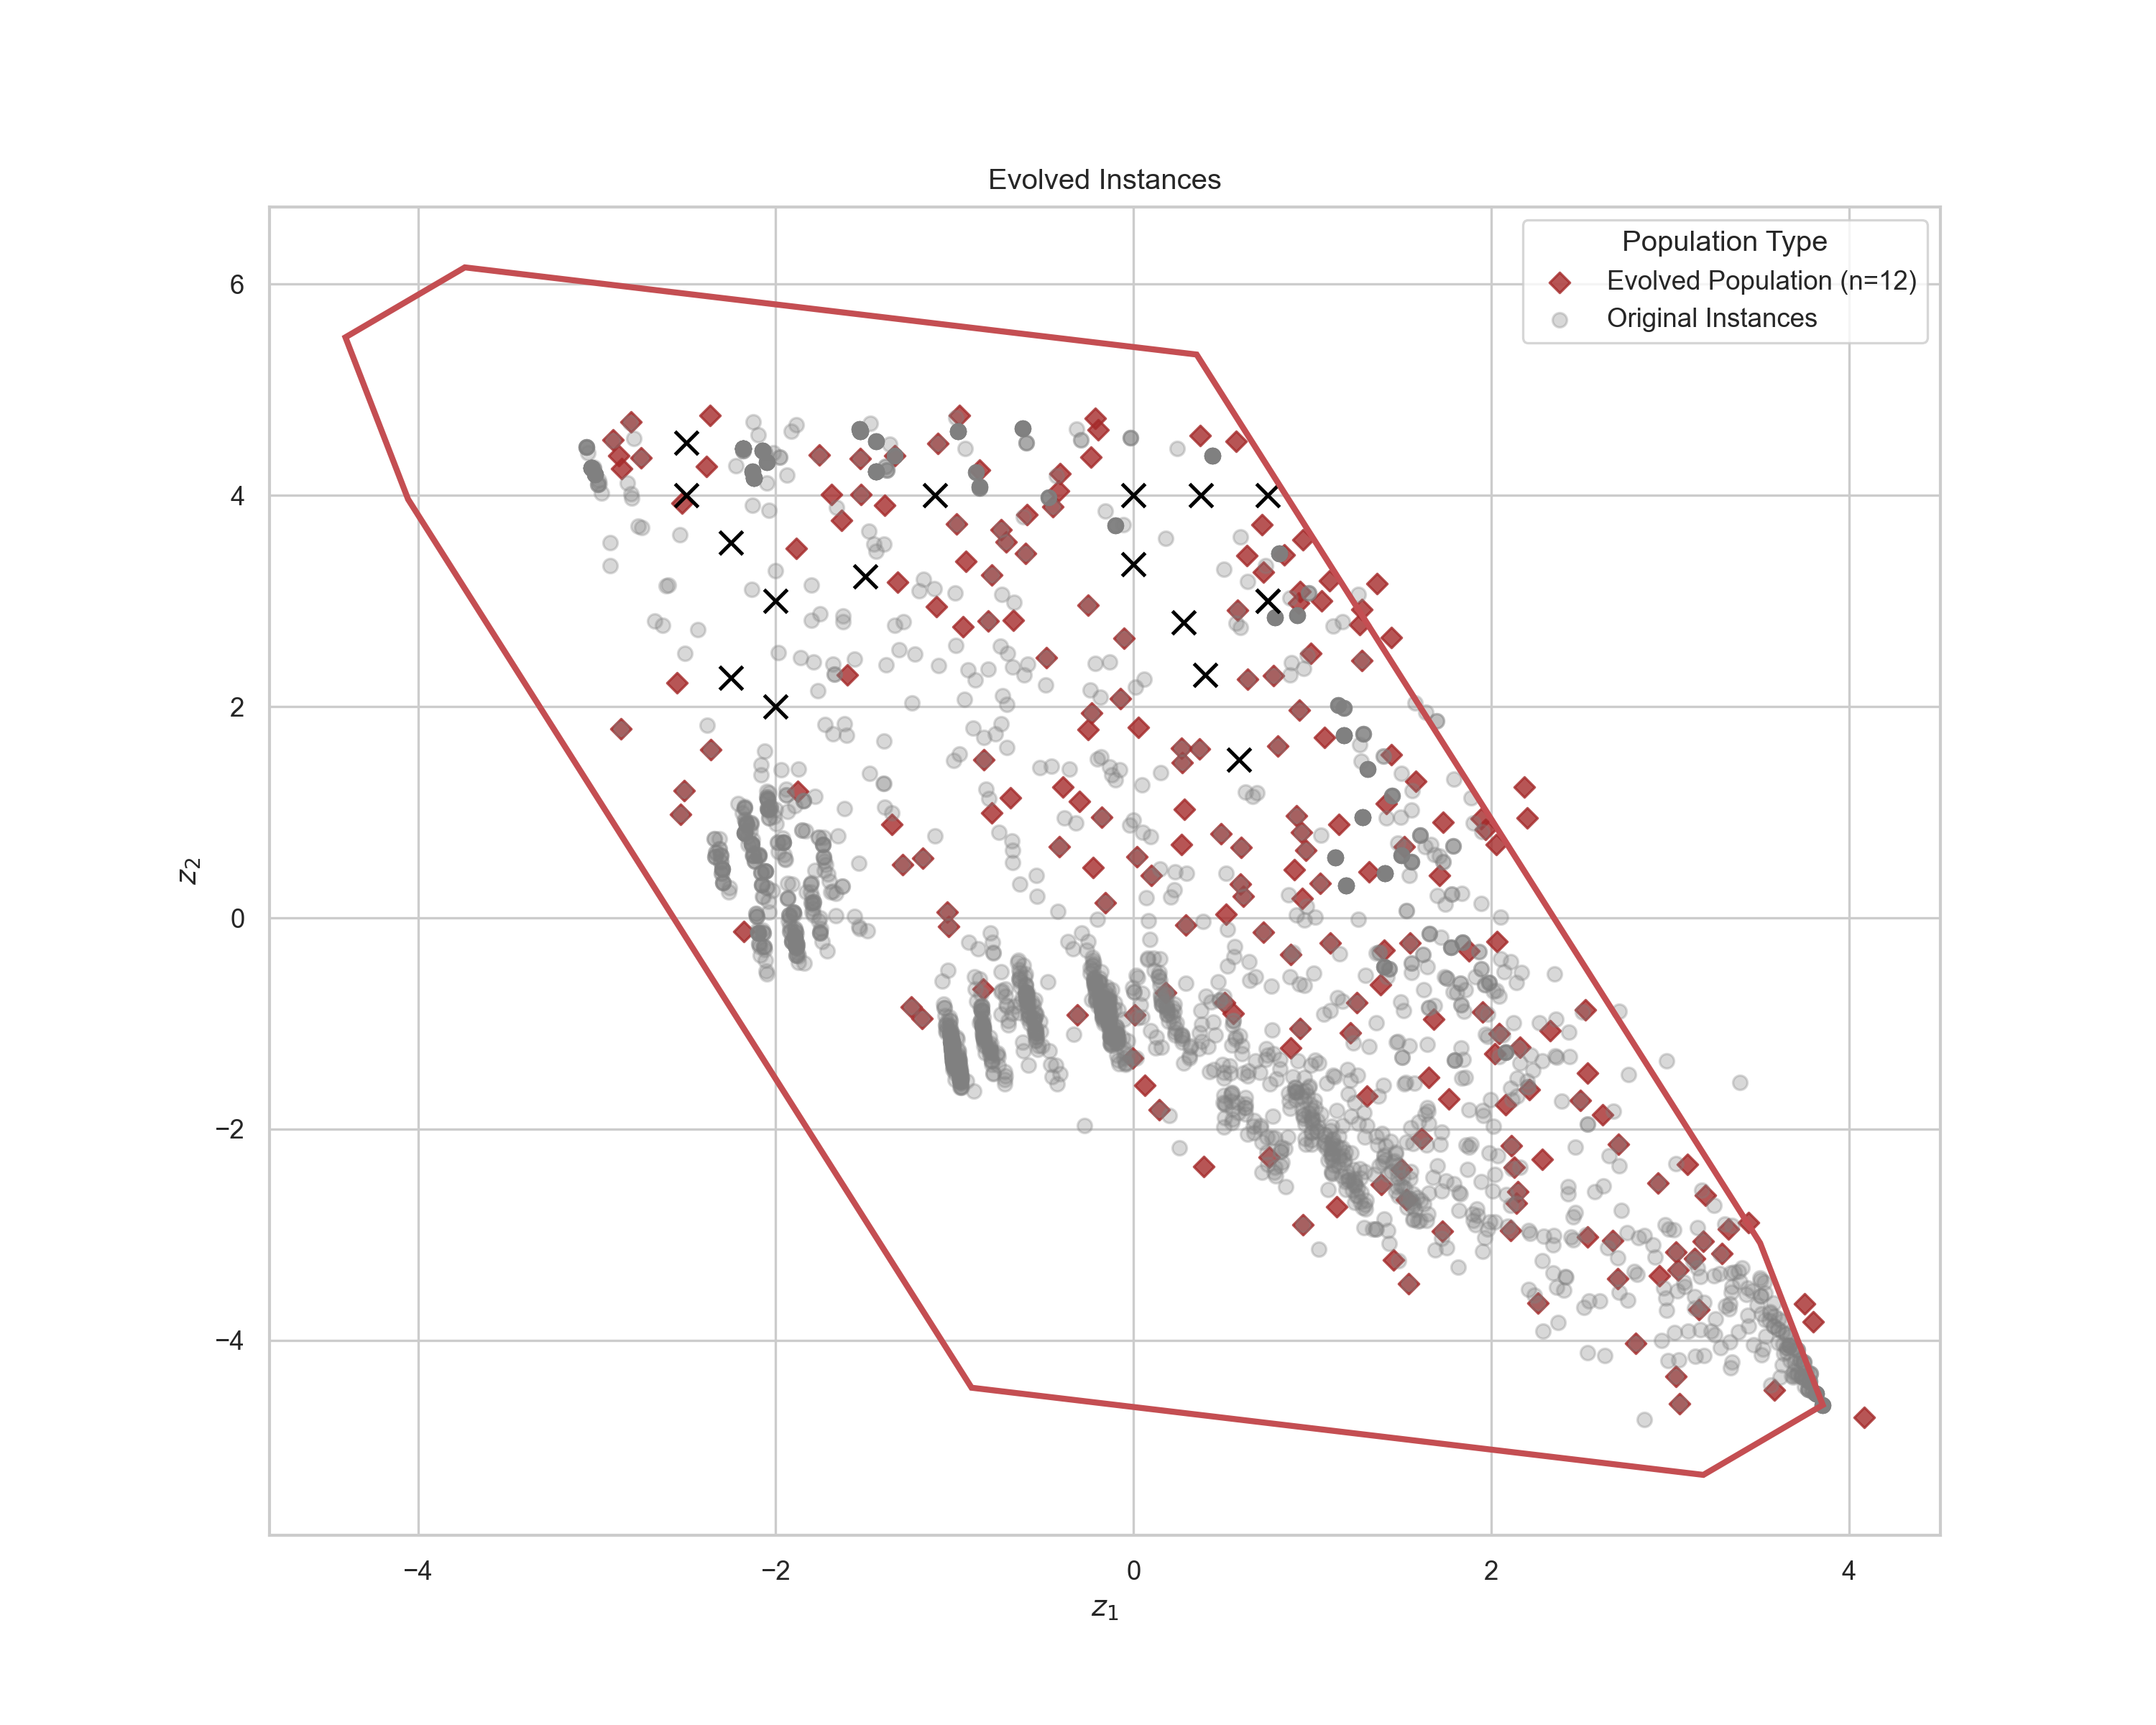 Evolved Instances
Population Type
Evolved Population (n=12)
Original Instances
6
4
2
0
−2
−4
z2
−4
−2
0
2
4
z1